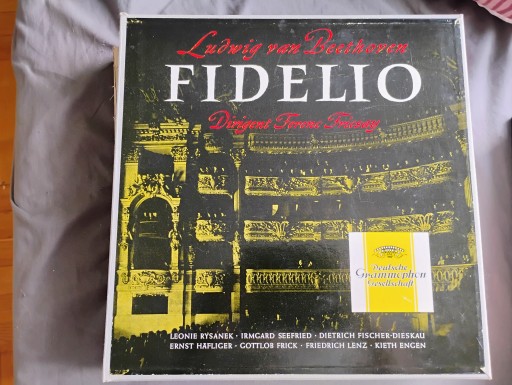 Ludwig van Beethoven
FIDELIO
Dirigent Ferenc Fricsay
Deutsche
Grammophon
Gesellschaft
LEONIE RYSANEK · IRMGARD SEEFRIED · DIETRICH FISCHER-DIESKAU
ERNST HÄFLIGER · GOTTLOB FRICK · FRIEDRICH LENZ · KIETH ENGEN